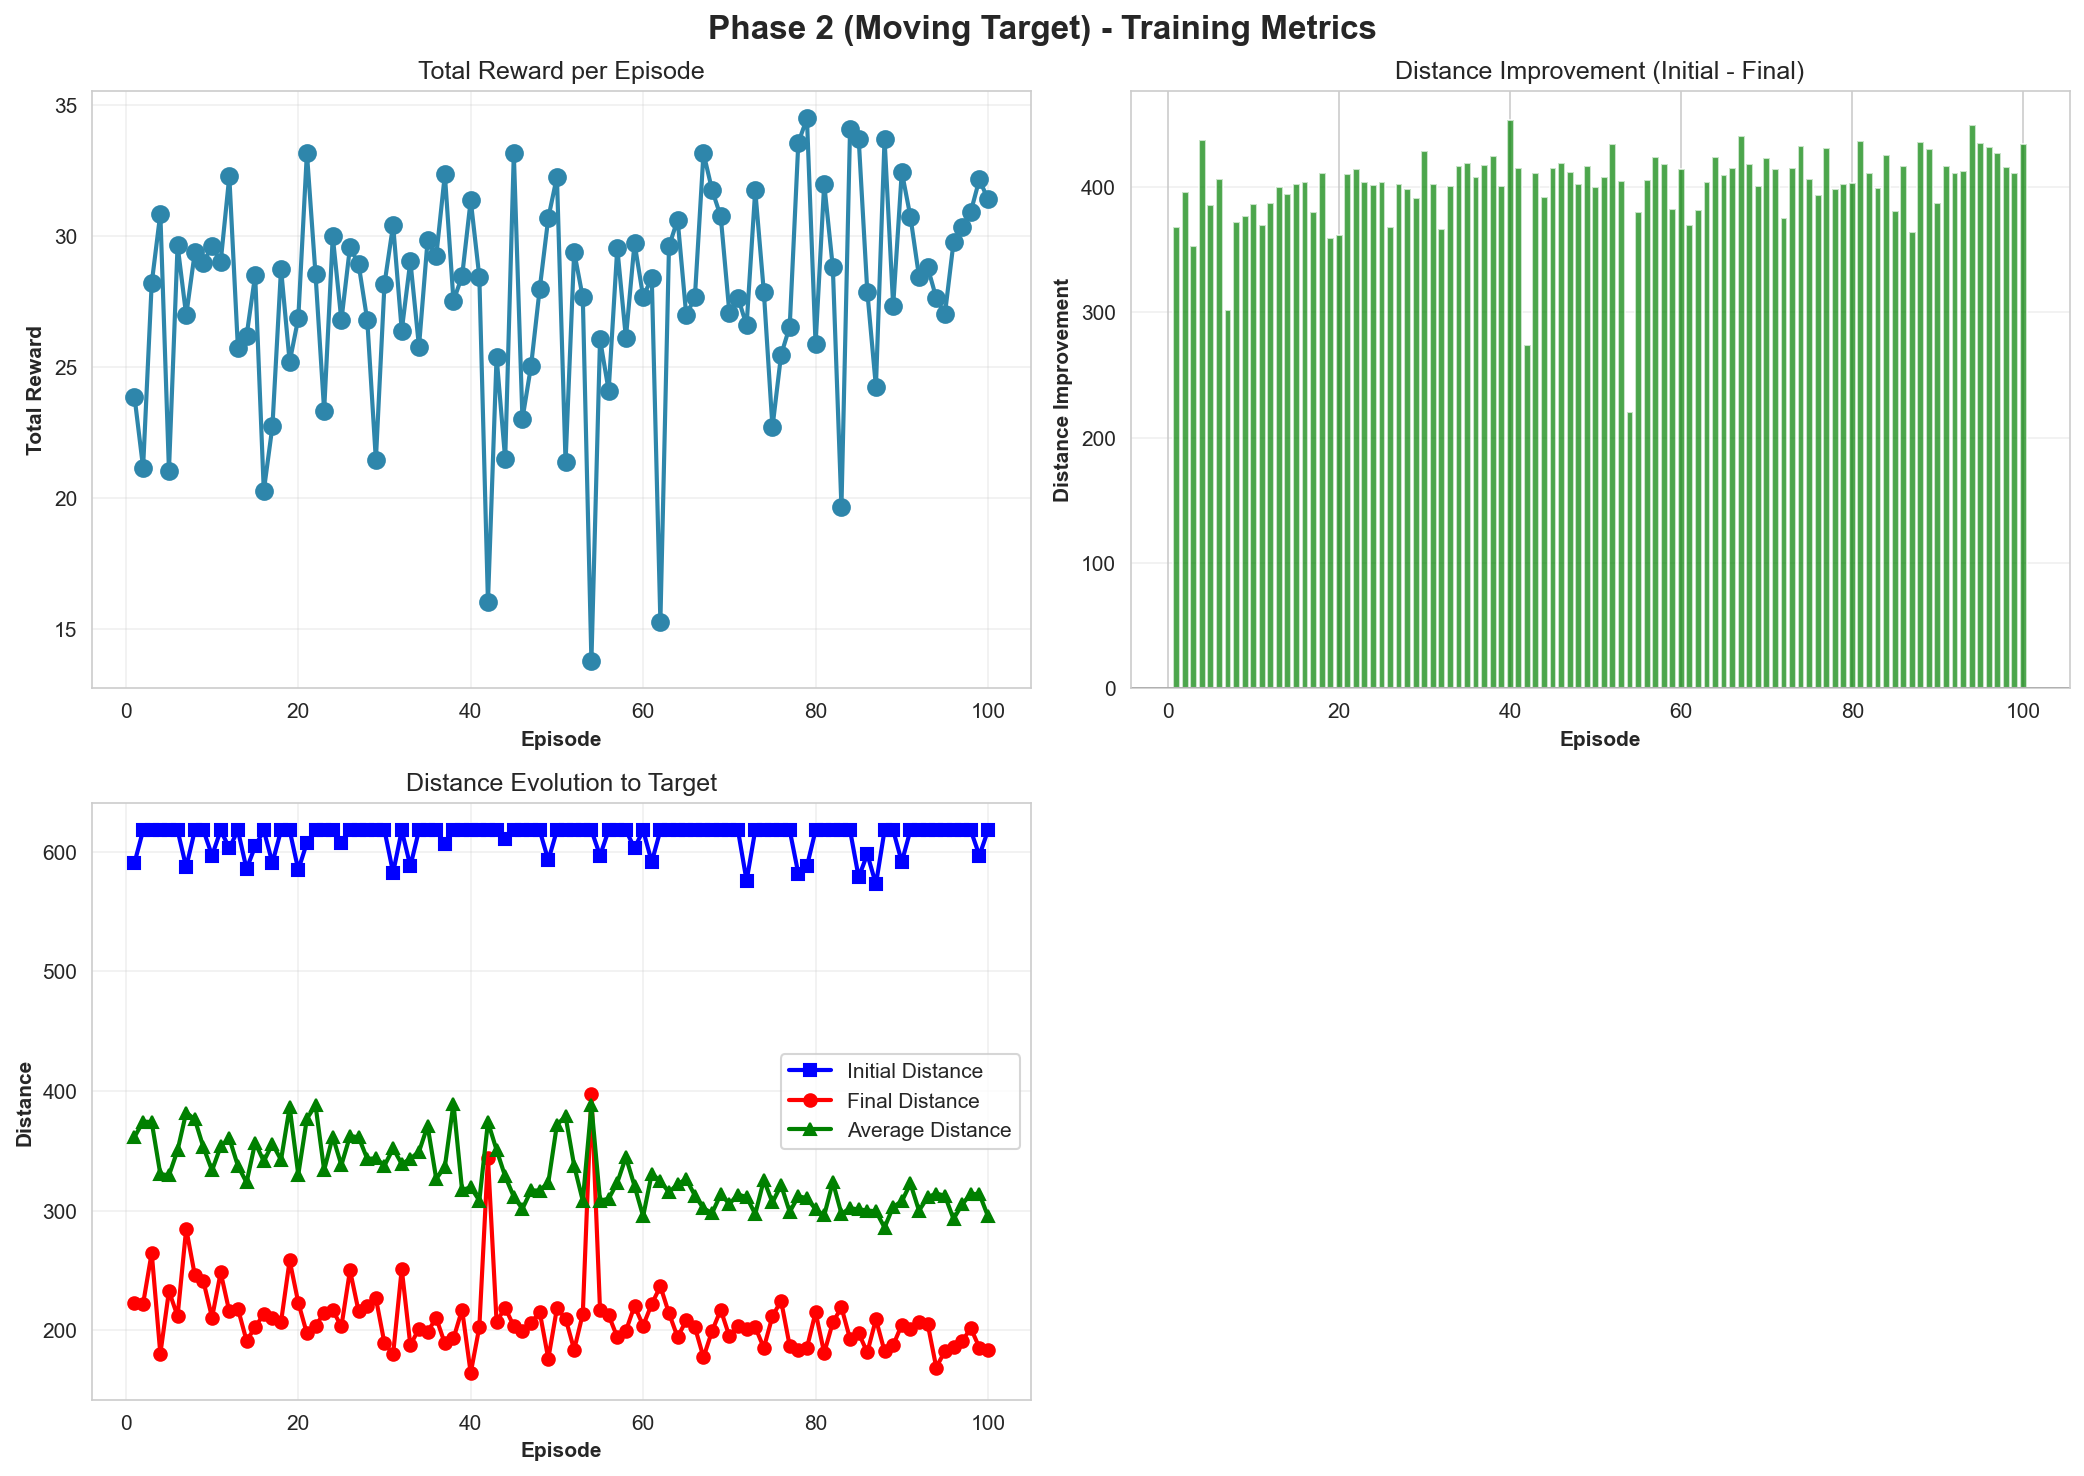 Phase 2 (Moving Target) - Training Metrics
Total Reward per Episode
Total Reward
35
30
25
20
15
0 20 40 60 80 100
Episode
Distance Improvement (Initial - Final)
Distance Improvement
400
300
200
100
0
0 20 40 60 80 100
Episode
Distance Evolution to Target
Distance
600
500
400
300
200
Initial Distance
Final Distance
Average Distance
0 20 40 60 80 100
Episode